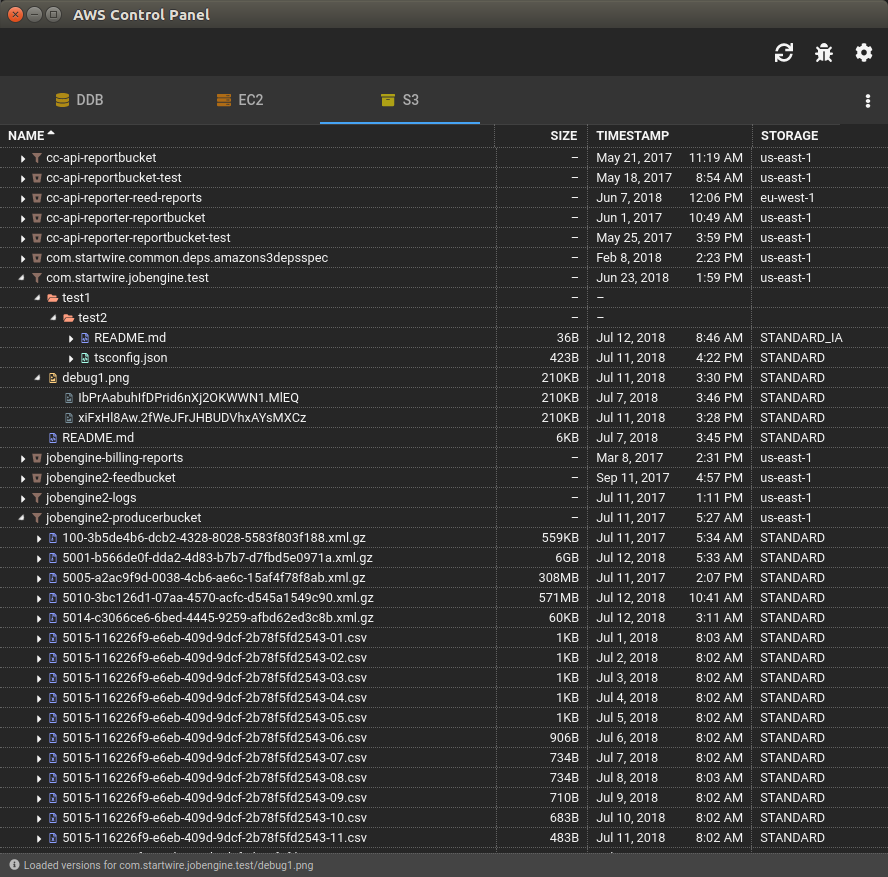 AWS Control Panel
DDB EC2 S3
NAME SIZE TIMESTAMP STORAGE
cc-api-reportbucket – May 21, 2017 11:19 AM us-east-1
cc-api-reportbucket-test – May 18, 2017 8:54 AM us-east-1
cc-api-reporter-reed-reports – Jun 7, 2018 12:06 PM eu-west-1
cc-api-reporter-reportbucket – Jun 1, 2017 10:49 AM us-east-1
cc-api-reporter-reportbucket-test – May 25, 2017 3:59 PM us-east-1
com.startwire.common.deps.amazons3depsspec – Feb 8, 2018 2:23 PM us-east-1
com.startwire.jobengine.test – Jun 23, 2018 1:59 PM us-east-1
test1 – –
test2 – –
README.md 36B Jul 12, 2018 8:46 AM STANDARD_IA
tsconfig.json 423B Jul 11, 2018 4:22 PM STANDARD
debug1.png 210KB Jul 11, 2018 3:30 PM STANDARD
IbPrAabuhIfDPrid6nXj2OKWWN1.MlEQ 210KB Jul 7, 2018 3:46 PM STANDARD
xiFxHl8Aw.2fWeJFrJHBUDVhxAYsMXCz 210KB Jul 11, 2018 3:28 PM STANDARD
README.md 6KB Jul 7, 2018 3:45 PM STANDARD
jobengine-billing-reports – Mar 8, 2017 2:31 PM us-east-1
jobengine2-feedbucket – Sep 11, 2017 4:57 PM us-east-1
jobengine2-logs – Jul 11, 2017 1:11 PM us-east-1
jobengine2-producerbucket – Jul 11, 2017 5:27 AM us-east-1
100-3b5de4b6-dcb2-4328-8028-5583f803f188.xml.gz 559KB Jul 11, 2017 5:34 AM STANDARD
5001-b566de0f-dda2-4d83-b7b7-d7fbd5e0971a.xml.gz 6GB Jul 12, 2018 5:33 AM STANDARD
5005-a2ac9f9d-0038-4cb6-ae6c-15af4f78f8ab.xml.gz 308MB Jul 11, 2017 2:07 PM STANDARD
5010-3bc126d1-07aa-4570-acfc-d545a1549c90.xml.gz 571MB Jul 12, 2018 10:41 AM STANDARD
5014-c3066ce6-6bed-4445-9259-afbd62ed3c8b.xml.gz 60KB Jul 12, 2018 3:11 AM STANDARD
5015-116226f9-e6eb-409d-9dcf-2b78f5fd2543-01.csv 1KB Jul 1, 2018 8:03 AM STANDARD
5015-116226f9-e6eb-409d-9dcf-2b78f5fd2543-02.csv 1KB Jul 2, 2018 8:02 AM STANDARD
5015-116226f9-e6eb-409d-9dcf-2b78f5fd2543-03.csv 1KB Jul 3, 2018 8:02 AM STANDARD
5015-116226f9-e6eb-409d-9dcf-2b78f5fd2543-04.csv 1KB Jul 4, 2018 8:02 AM STANDARD
5015-116226f9-e6eb-409d-9dcf-2b78f5fd2543-05.csv 1KB Jul 5, 2018 8:02 AM STANDARD
5015-116226f9-e6eb-409d-9dcf-2b78f5fd2543-06.csv 906B Jul 6, 2018 8:02 AM STANDARD
5015-116226f9-e6eb-409d-9dcf-2b78f5fd2543-07.csv 734B Jul 7, 2018 8:02 AM STANDARD
5015-116226f9-e6eb-409d-9dcf-2b78f5fd2543-08.csv 734B Jul 8, 2018 8:03 AM STANDARD
5015-116226f9-e6eb-409d-9dcf-2b78f5fd2543-09.csv 710B Jul 9, 2018 8:02 AM STANDARD
5015-116226f9-e6eb-409d-9dcf-2b78f5fd2543-10.csv 683B Jul 10, 2018 8:02 AM STANDARD
5015-116226f9-e6eb-409d-9dcf-2b78f5fd2543-11.csv 483B Jul 11, 2018 8:02 AM STANDARD
Loaded versions for com.startwire.jobengine.test/debug1.png